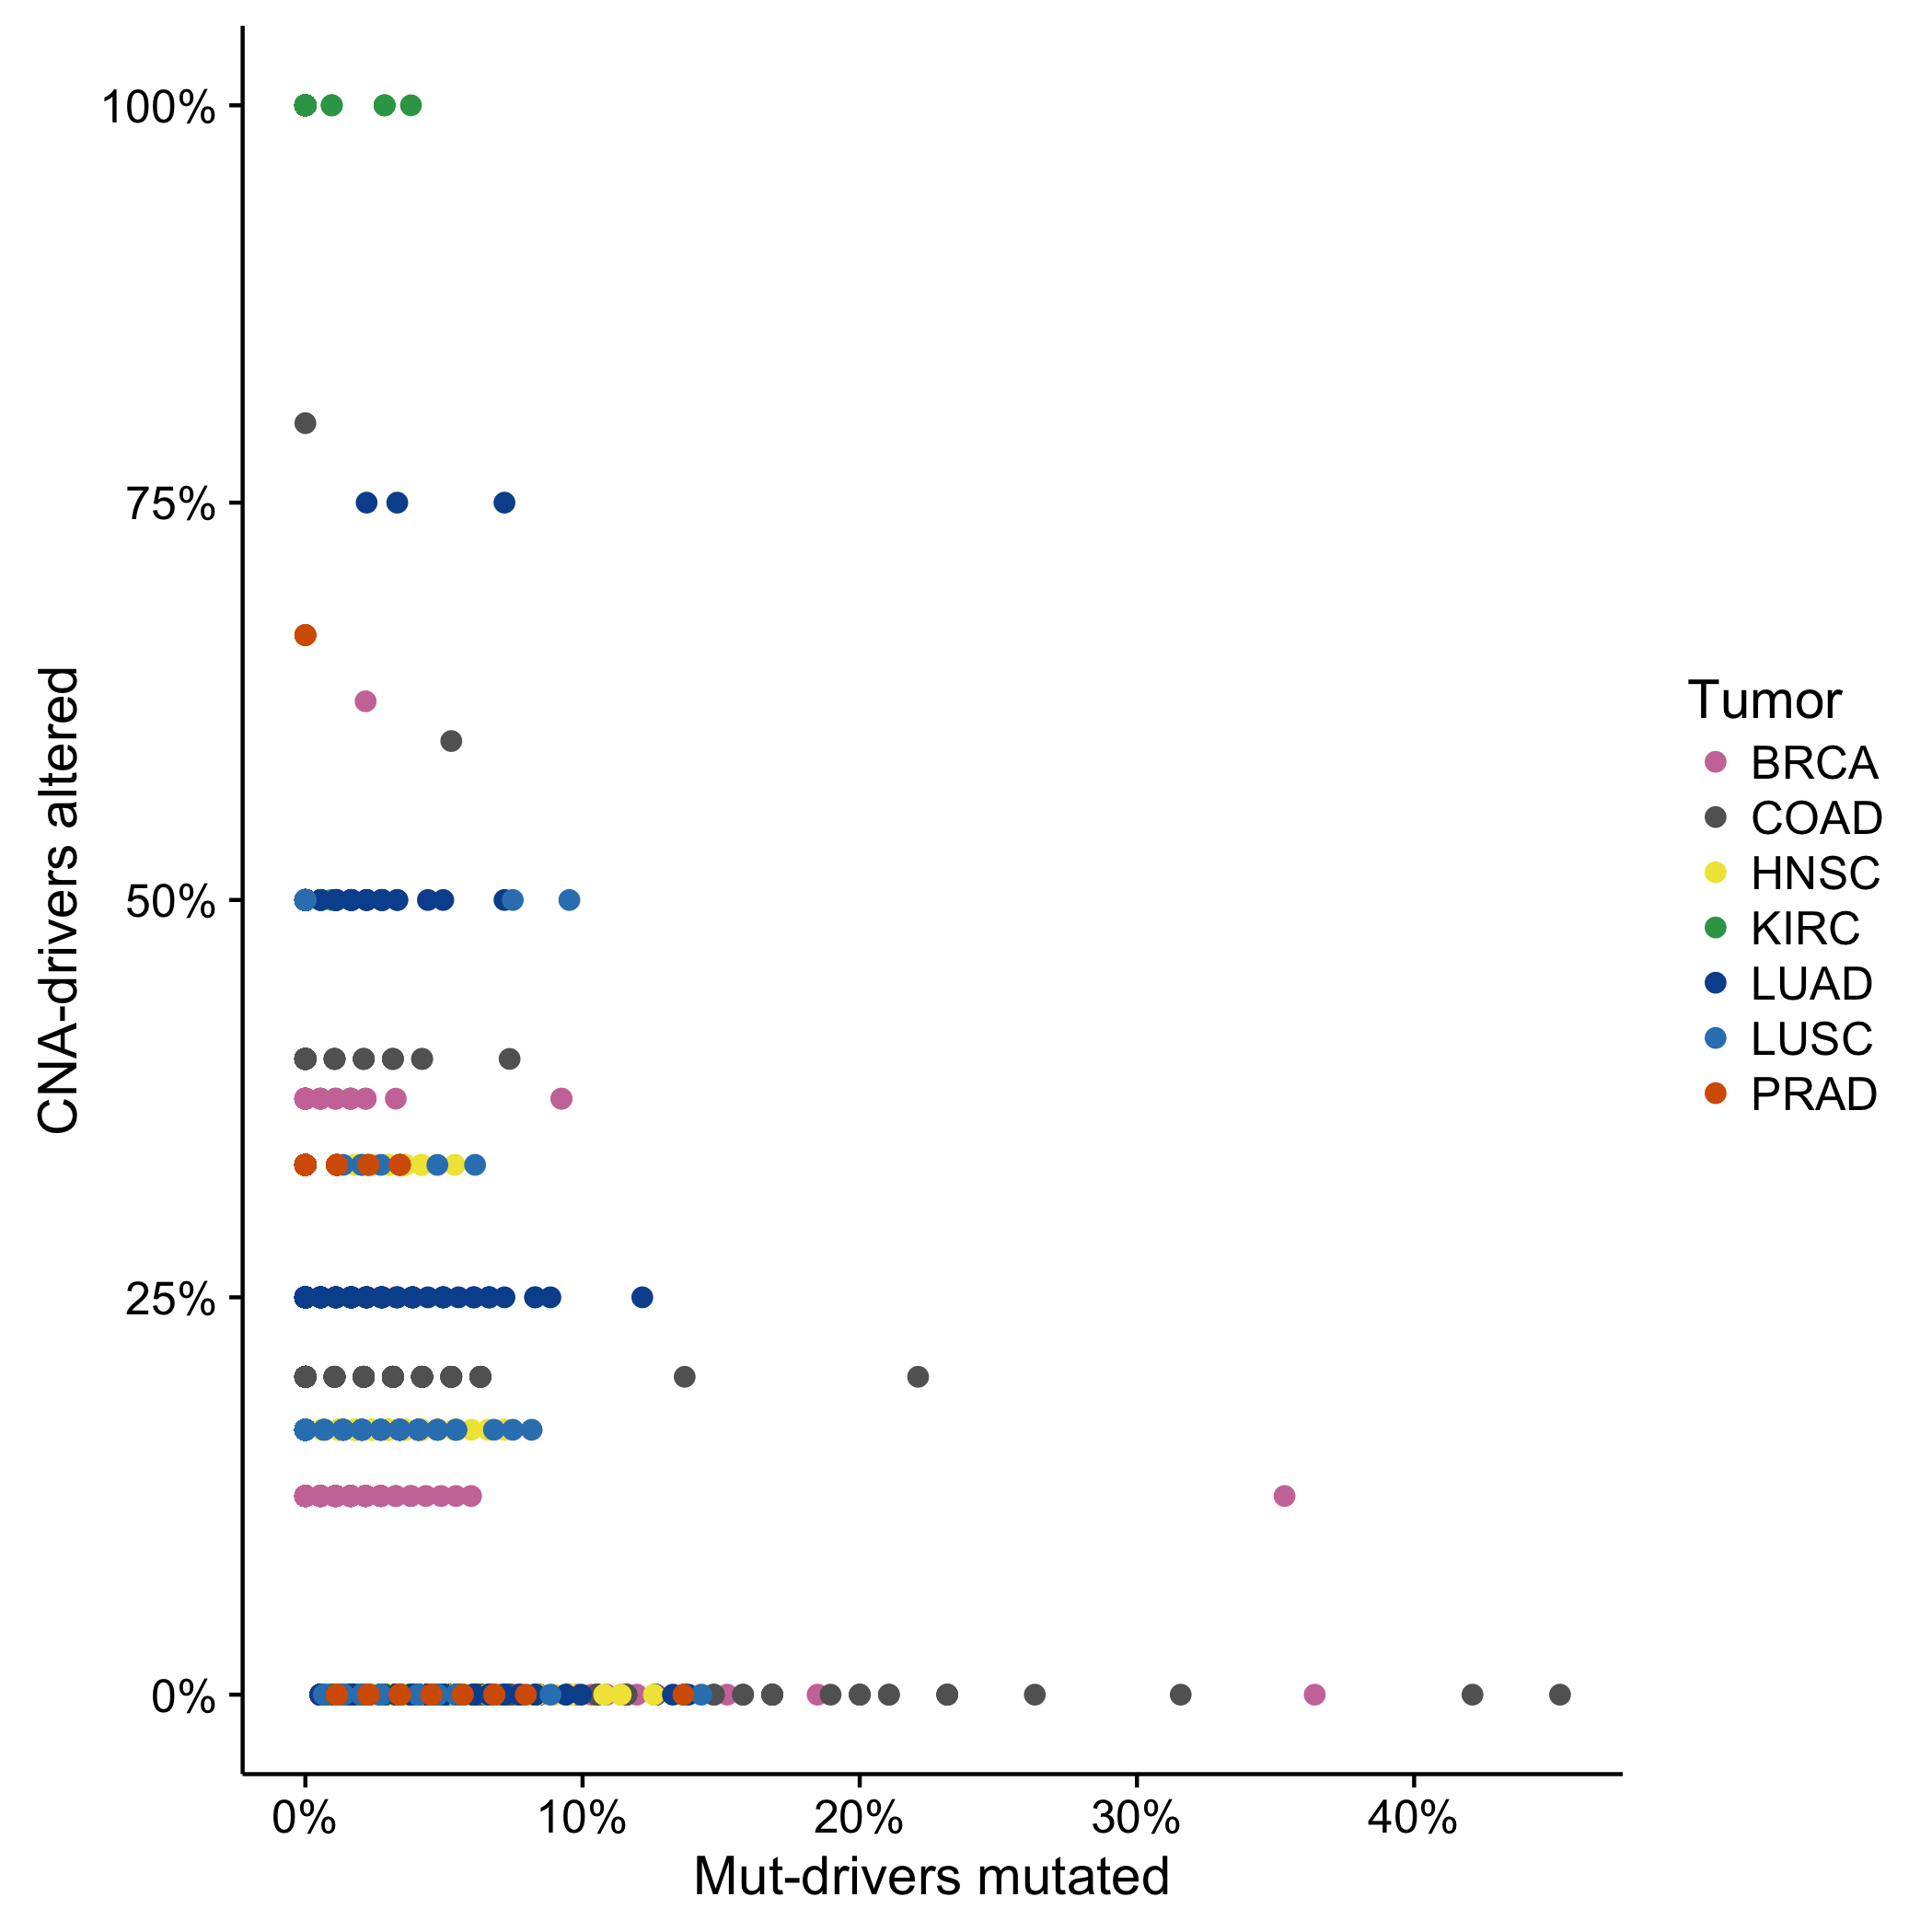 100%
75%
50%
25%
0%
CNA-drivers altered
0%
10%
20%
30%
40%
Mut-drivers mutated
Tumor
BRCA
COAD
HNSC
KIRC
LUAD
LUSC
PRAD